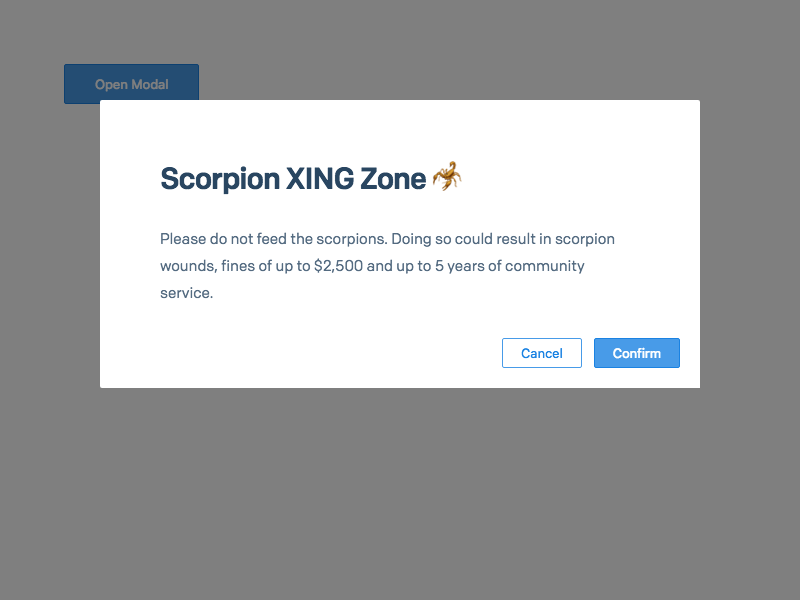 Open Modal
Scorpion XING Zone 🦂
Please do not feed the scorpions. Doing so could result in scorpion
wounds, fines of up to $2,500 and up to 5 years of community
service.
Cancel
Confirm